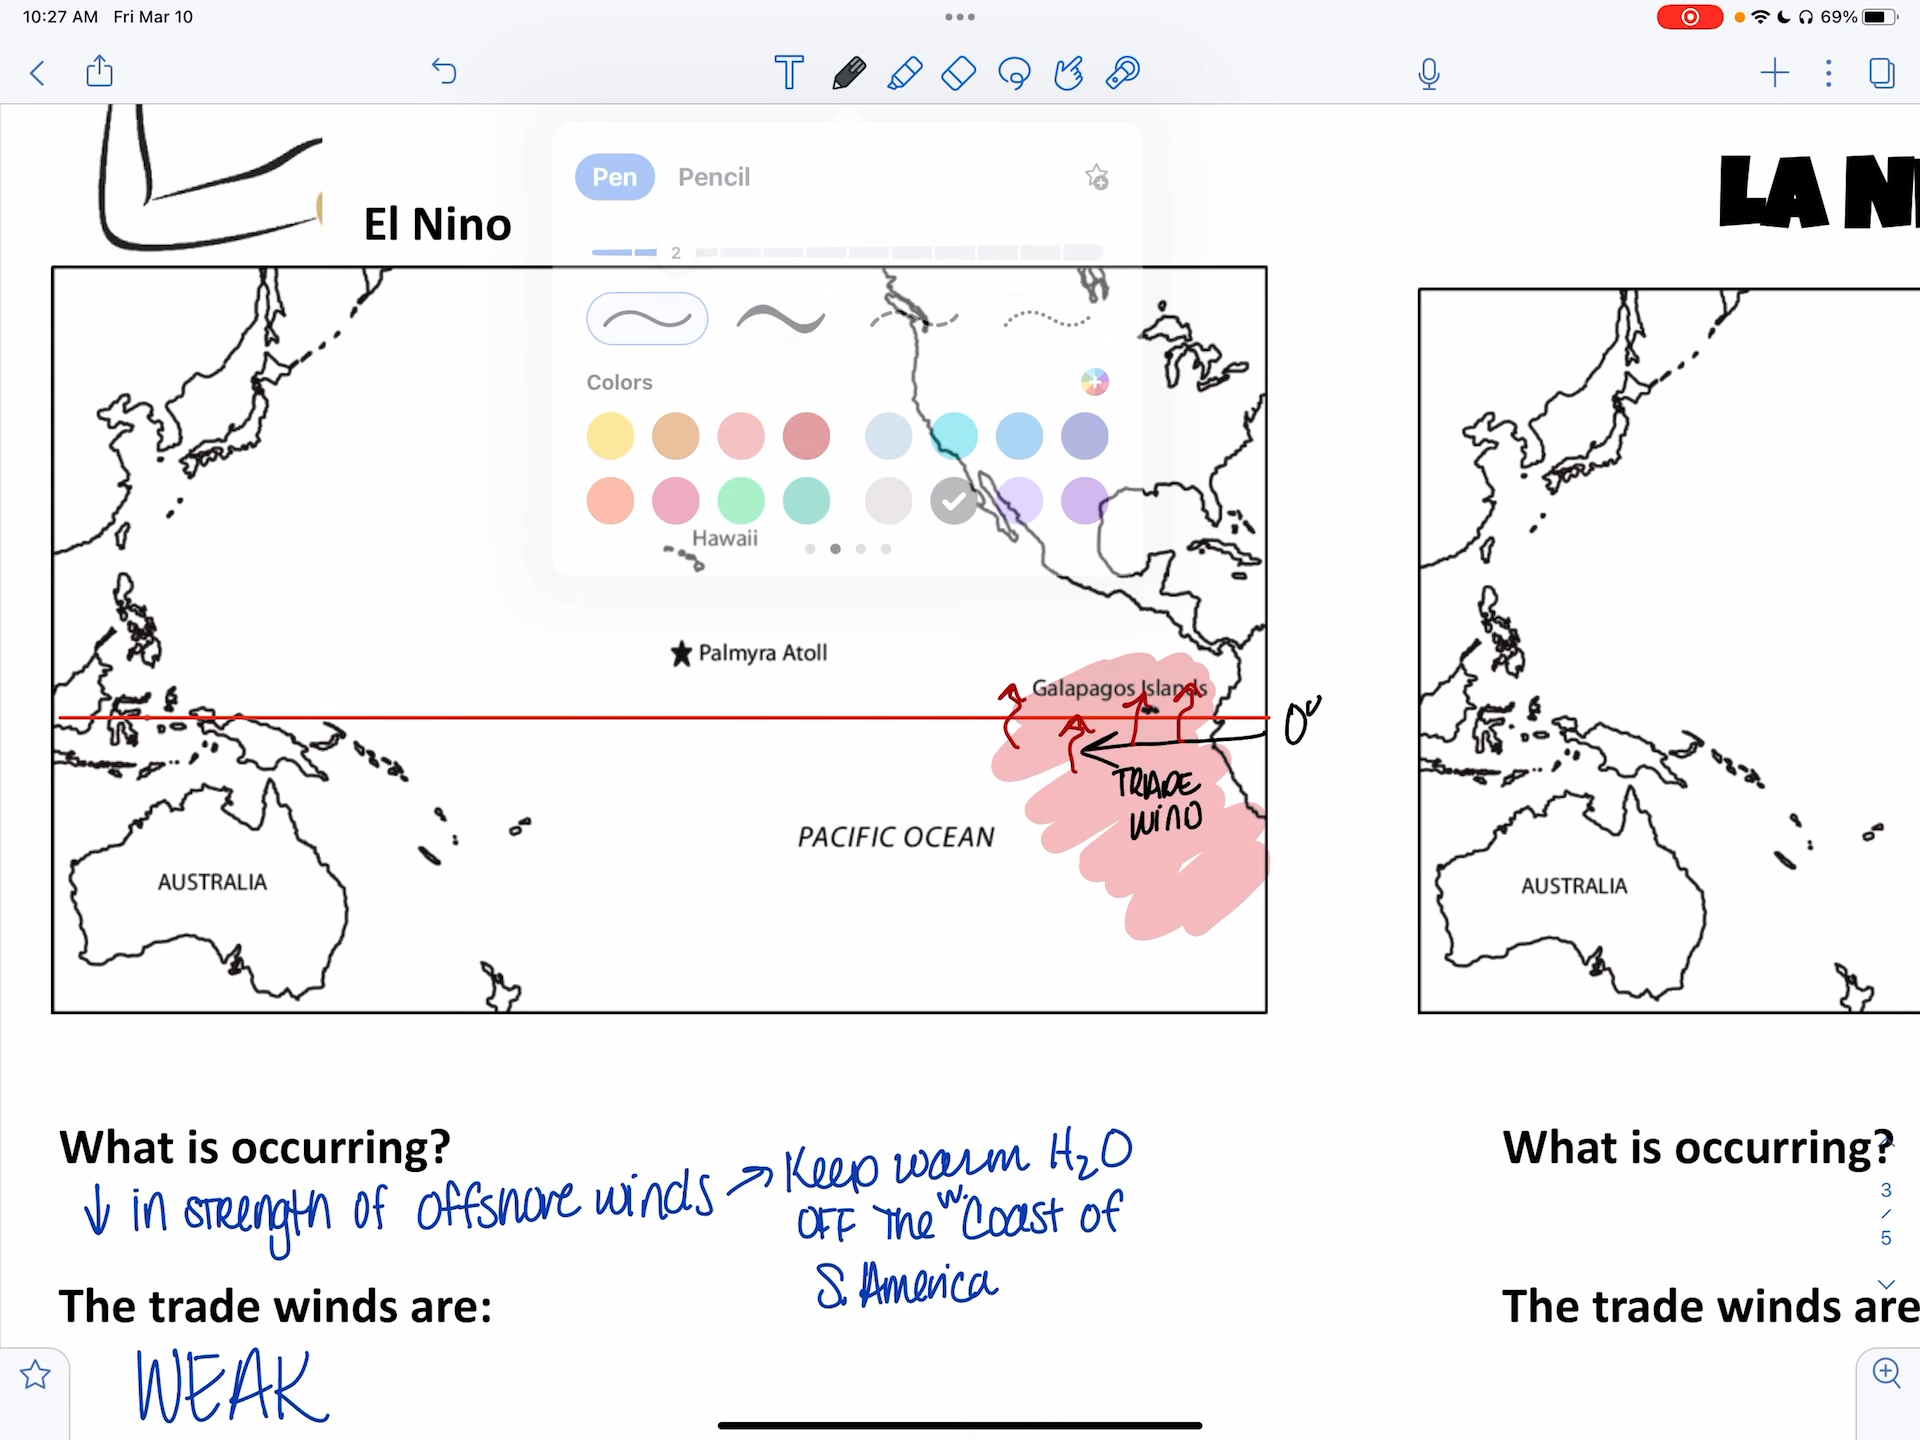 10:27 AM Fri Mar 10
69%
T
Pen Pencil
LA N
El Nino
2
Colors
Hawaii
Palmyra Atoll
Galapagos Islands
0°
TRADE
WIND
PACIFIC OCEAN
AUSTRALIA
AUSTRALIA
What is occurring?
↓ in strength of offshore winds → Keep warm H₂O
OFF The w. Coast of
S. America
The trade winds are:
WEAK
What is occurring?
3
/
5
The trade winds are